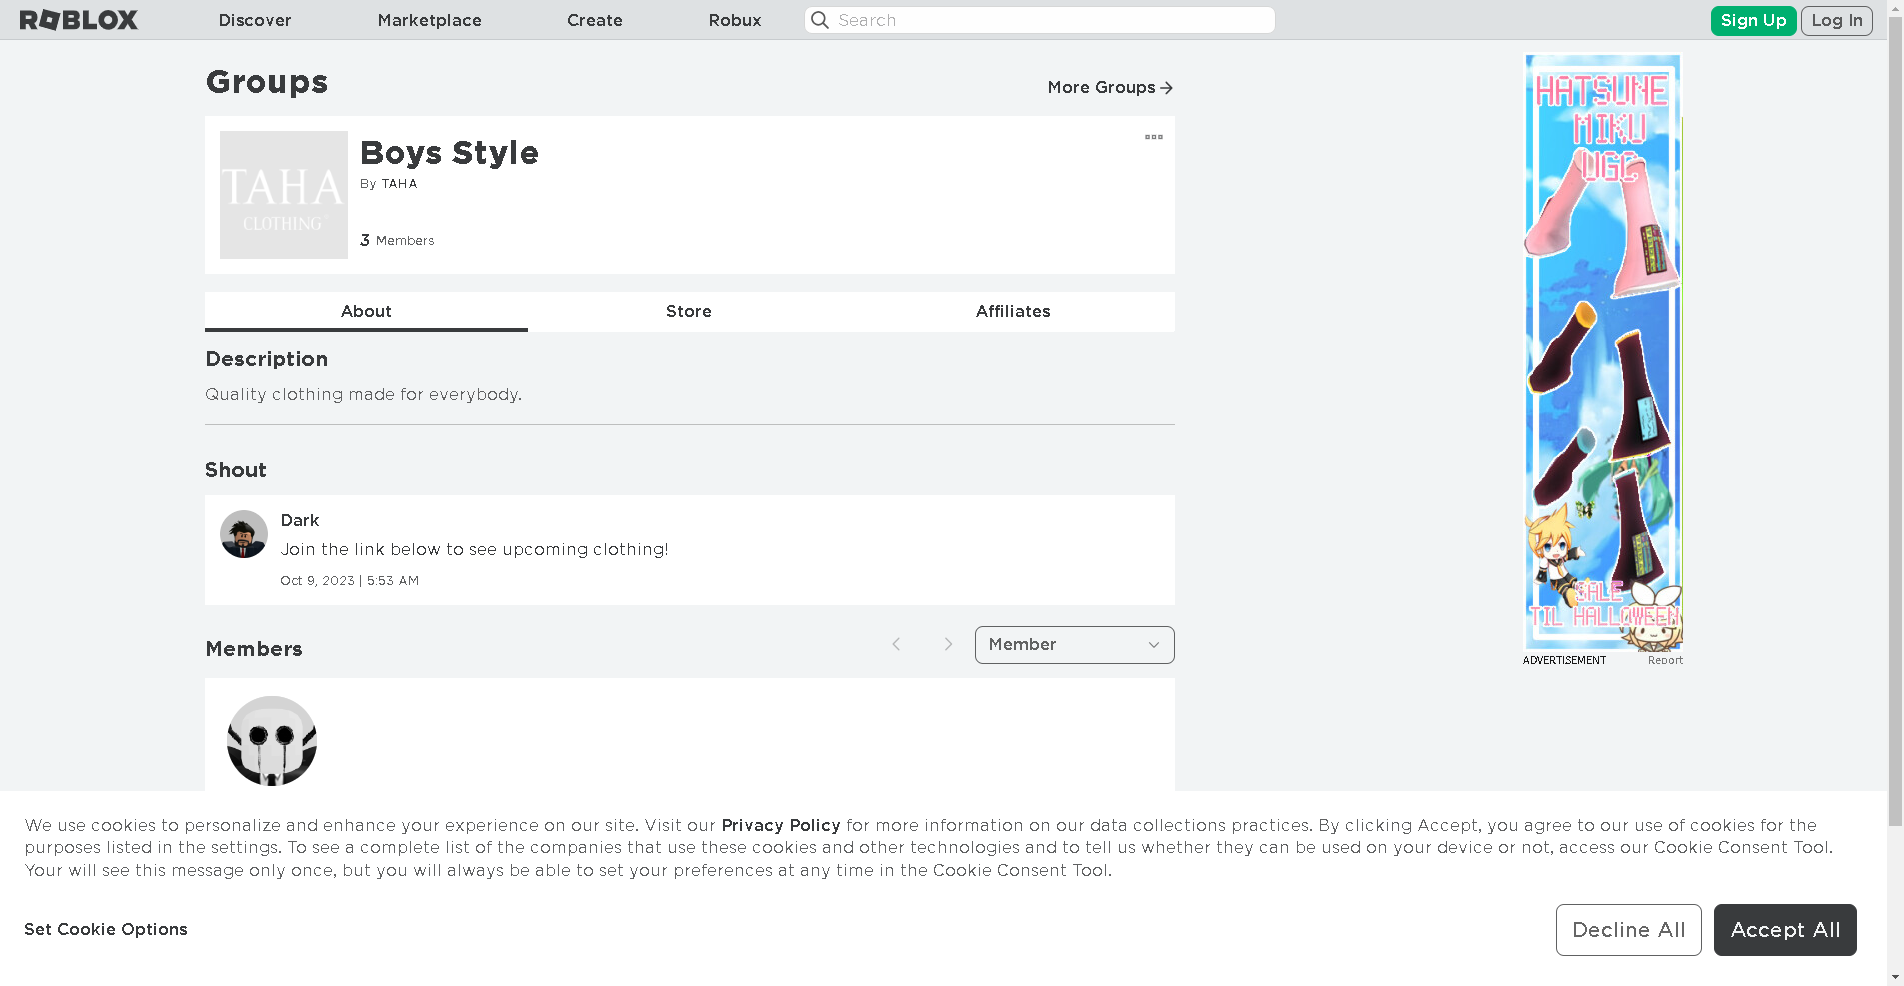 ROBLOX
Discover
Marketplace
Create
Robux
Search
Sign Up
Log In
Groups
More Groups
TAHA
CLOTHING
Boys Style
By TAHA
3 Members
About
Store
Affiliates
Description
Quality clothing made for everybody.
Shout
Dark
Join the link below to see upcoming clothing!
Oct 9, 2023 | 5:53 AM
Members
Member
HATSUNE
MIKU
UGC
SALE
TIL HALLOWEEN
ADVERTISEMENT
Report
We use cookies to personalize and enhance your experience on our site. Visit our Privacy Policy for more information on our data collections practices. By clicking Accept, you agree to our use of cookies for the
purposes listed in the settings. To see a complete list of the companies that use these cookies and other technologies and to tell us whether they can be used on your device or not, access our Cookie Consent Tool.
Your will see this message only once, but you will always be able to set your preferences at any time in the Cookie Consent Tool.
Set Cookie Options
Decline All
Accept All